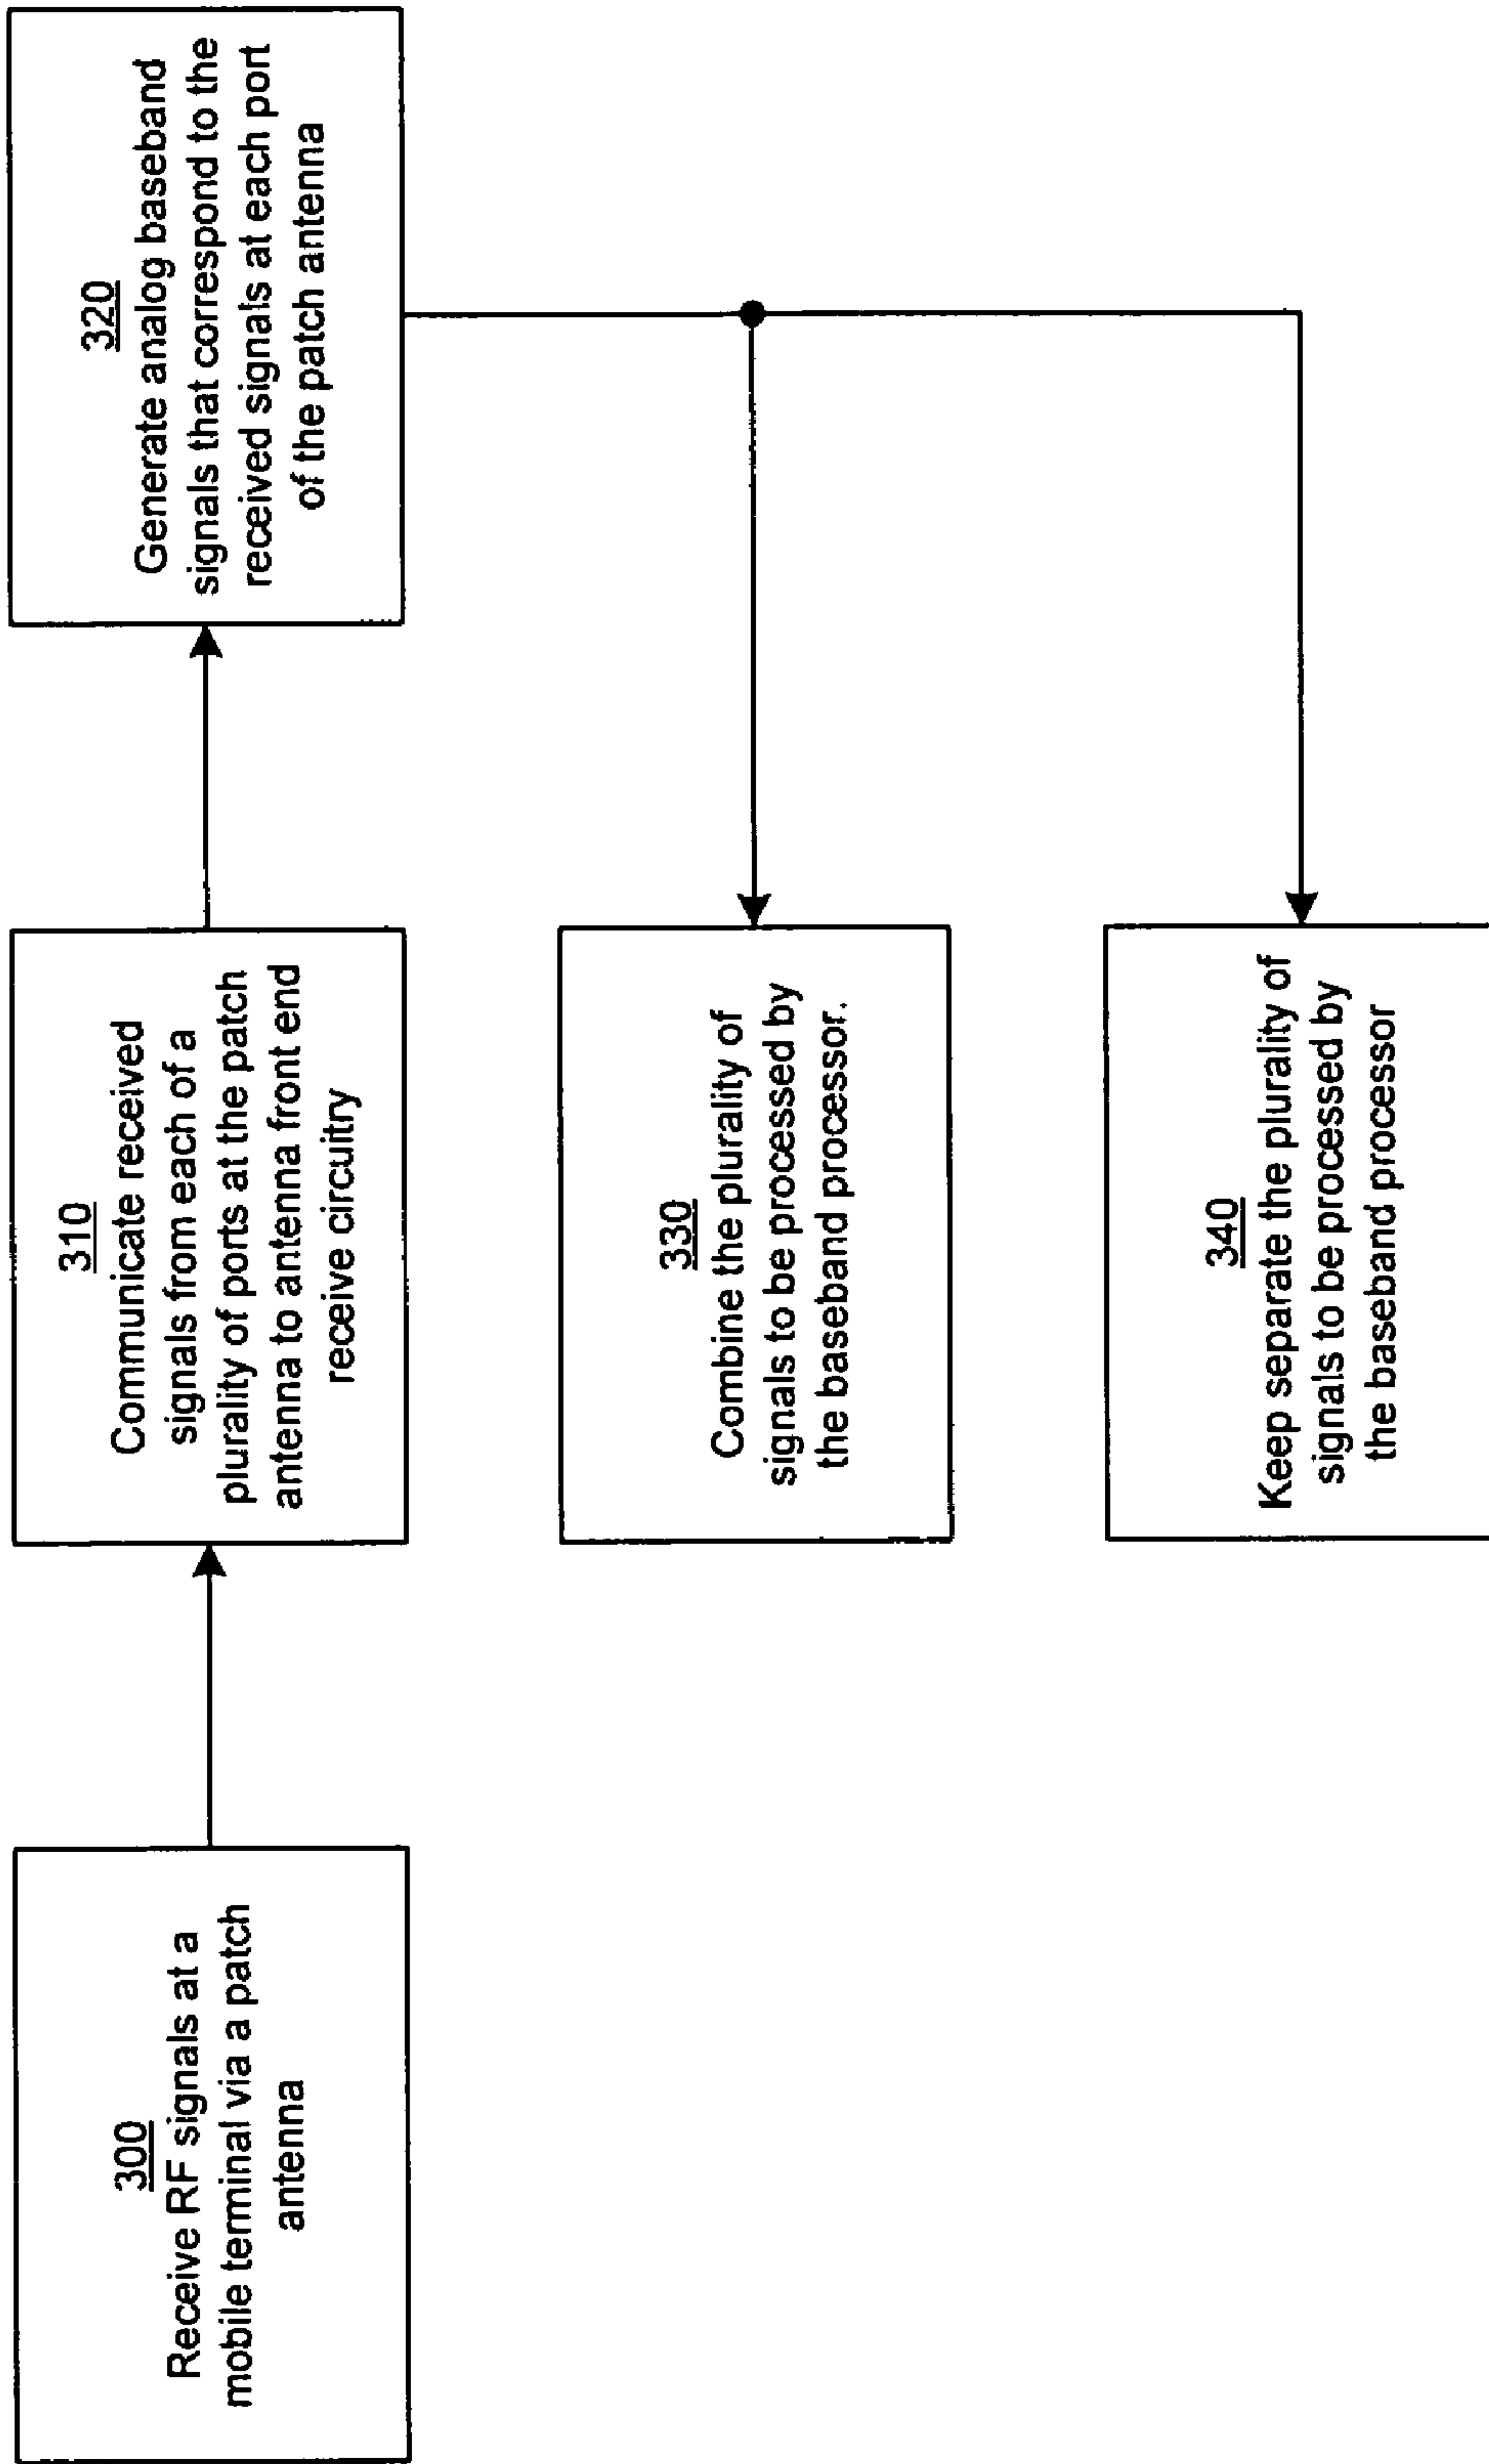 300
Receive RF signals at a
mobile terminal via a patch
antenna
310
Communicate received
signals from each of a
plurality of ports at the patch
antenna to antenna front end
receive circuitry
320
Generate analog baseband
signals that correspond to the
received signals at each port
of the patch antenna
330
Combine the plurality of
signals to be processed by
the baseband processor.
340
Keep separate the plurality of
signals to be processed by
the baseband processor